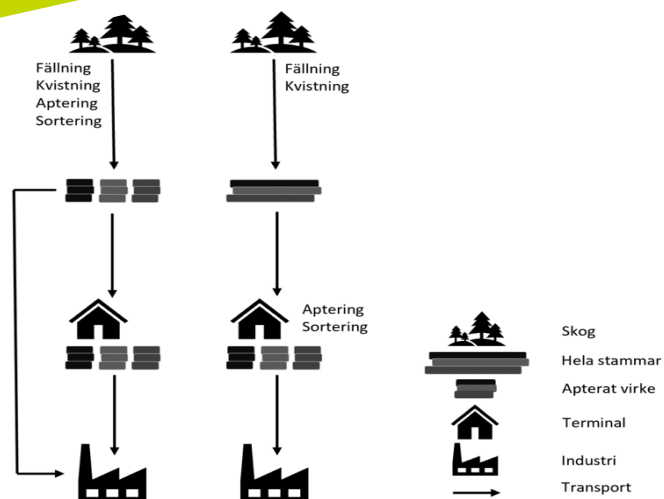 Fällning
Kvistning
Aptering
Sortering
Fällning
Kvistning
Aptering
Sortering
Skog
Hela stammar
Apterat virke
Terminal
Industri
Transport